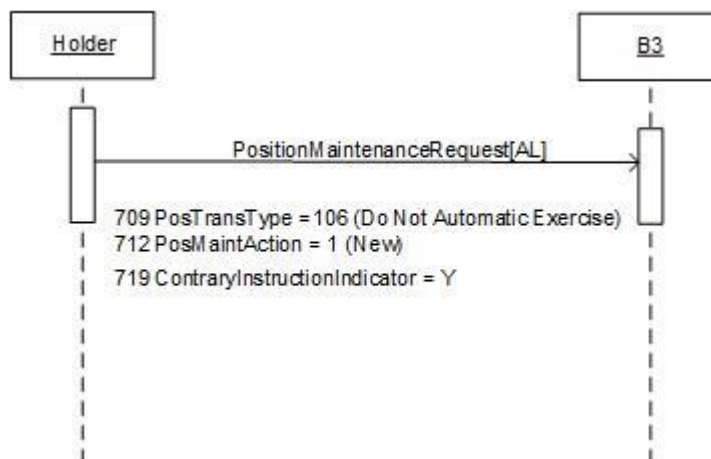 Holder
B3
PositionMaintenanceRequest[AL]
709 PosTransType =106 (Do Not Automatic Exercise)
712 PosMaintAction = 1 (New)
719 ContraryInstructionIndicator = Y